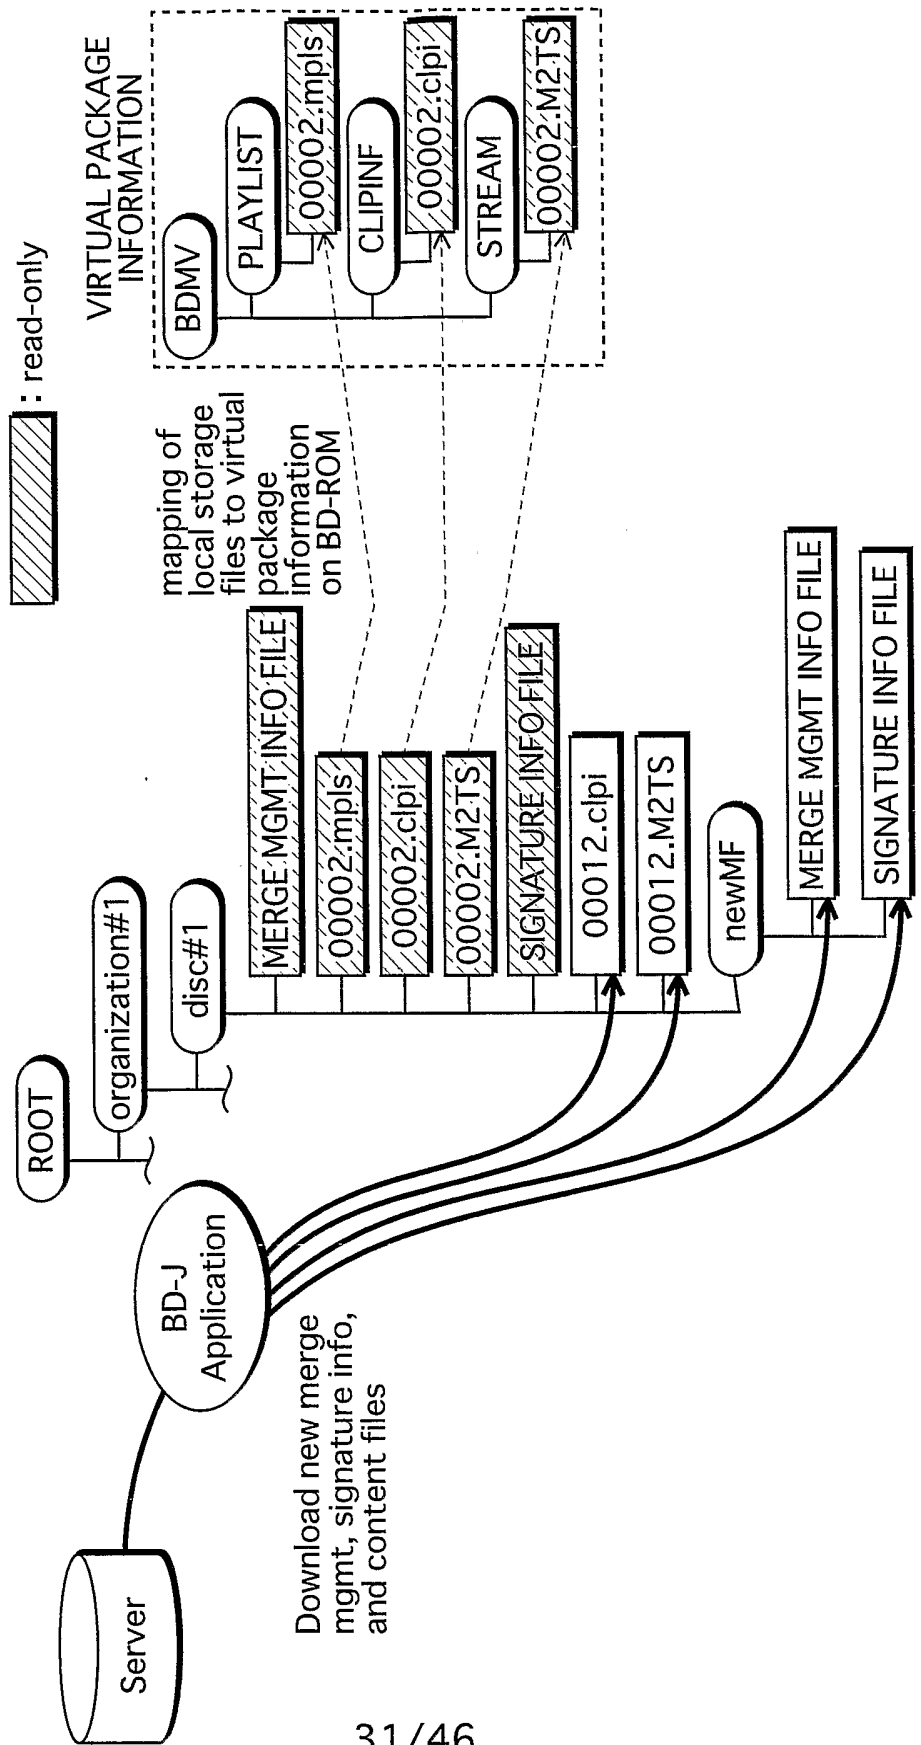 : read-only
VIRTUAL PACKAGE
INFORMATION
BDMV
PLAYLIST
00002.mpls
CLIPINF
00002.clpi
STREAM
00002.M2TS
mapping of
local storage
files to virtual
package
information
on BD-ROM
ROOT
organization#1
disc#1
MERGE MGMT INFO FILE
00002.mpls
00002.clpi
00002.M2TS
SIGNATURE INFO FILE
00012.clpi
00012.M2TS
newMF
MERGE MGMT INFO FILE
SIGNATURE INFO FILE
BD-J
Application
Server
Download new merge
mgmt, signature info,
and content files
31/46